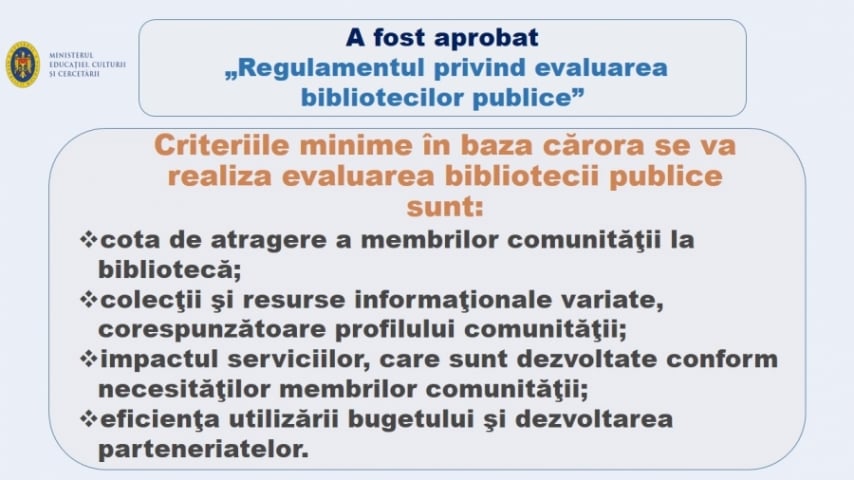 MINISTERUL
EDUCAȚIEI, CULTURII
ȘI CERCETĂRII
A fost aprobat
„Regulamentul privind evaluarea
bibliotecilor publice”
Criteriile minime în baza cărora se va
realiza evaluarea bibliotecii publice
sunt:
❖cota de atragere a membrilor comunităţii la
bibliotecă;
❖colecţii şi resurse informaţionale variate,
corespunzătoare profilului comunităţii;
❖impactul serviciilor, care sunt dezvoltate conform
necesităţilor membrilor comunităţii;
❖eficienţa utilizării bugetului şi dezvoltarea
parteneriatelor.